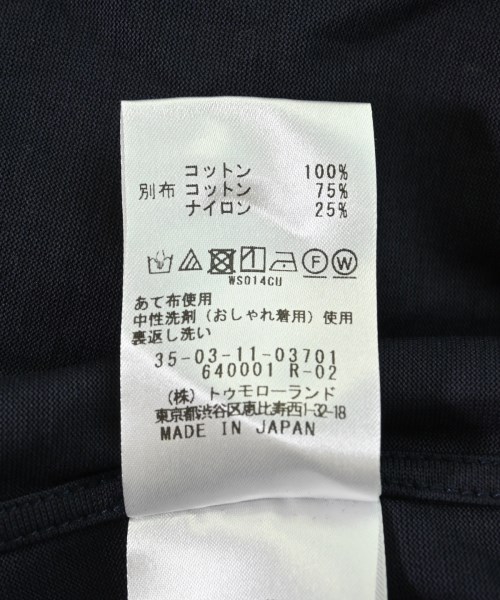 コットン 100%
別布 コットン 75%
ナイロン 25%
F W
WS014CU
あて布使用
中性洗剤(おしゃれ着用)使用
裏返し洗い
35-03-11-03701
640001 R-02
(株)トゥモローランド
東京都渋谷区恵比寿西1-32-18
MADE IN JAPAN